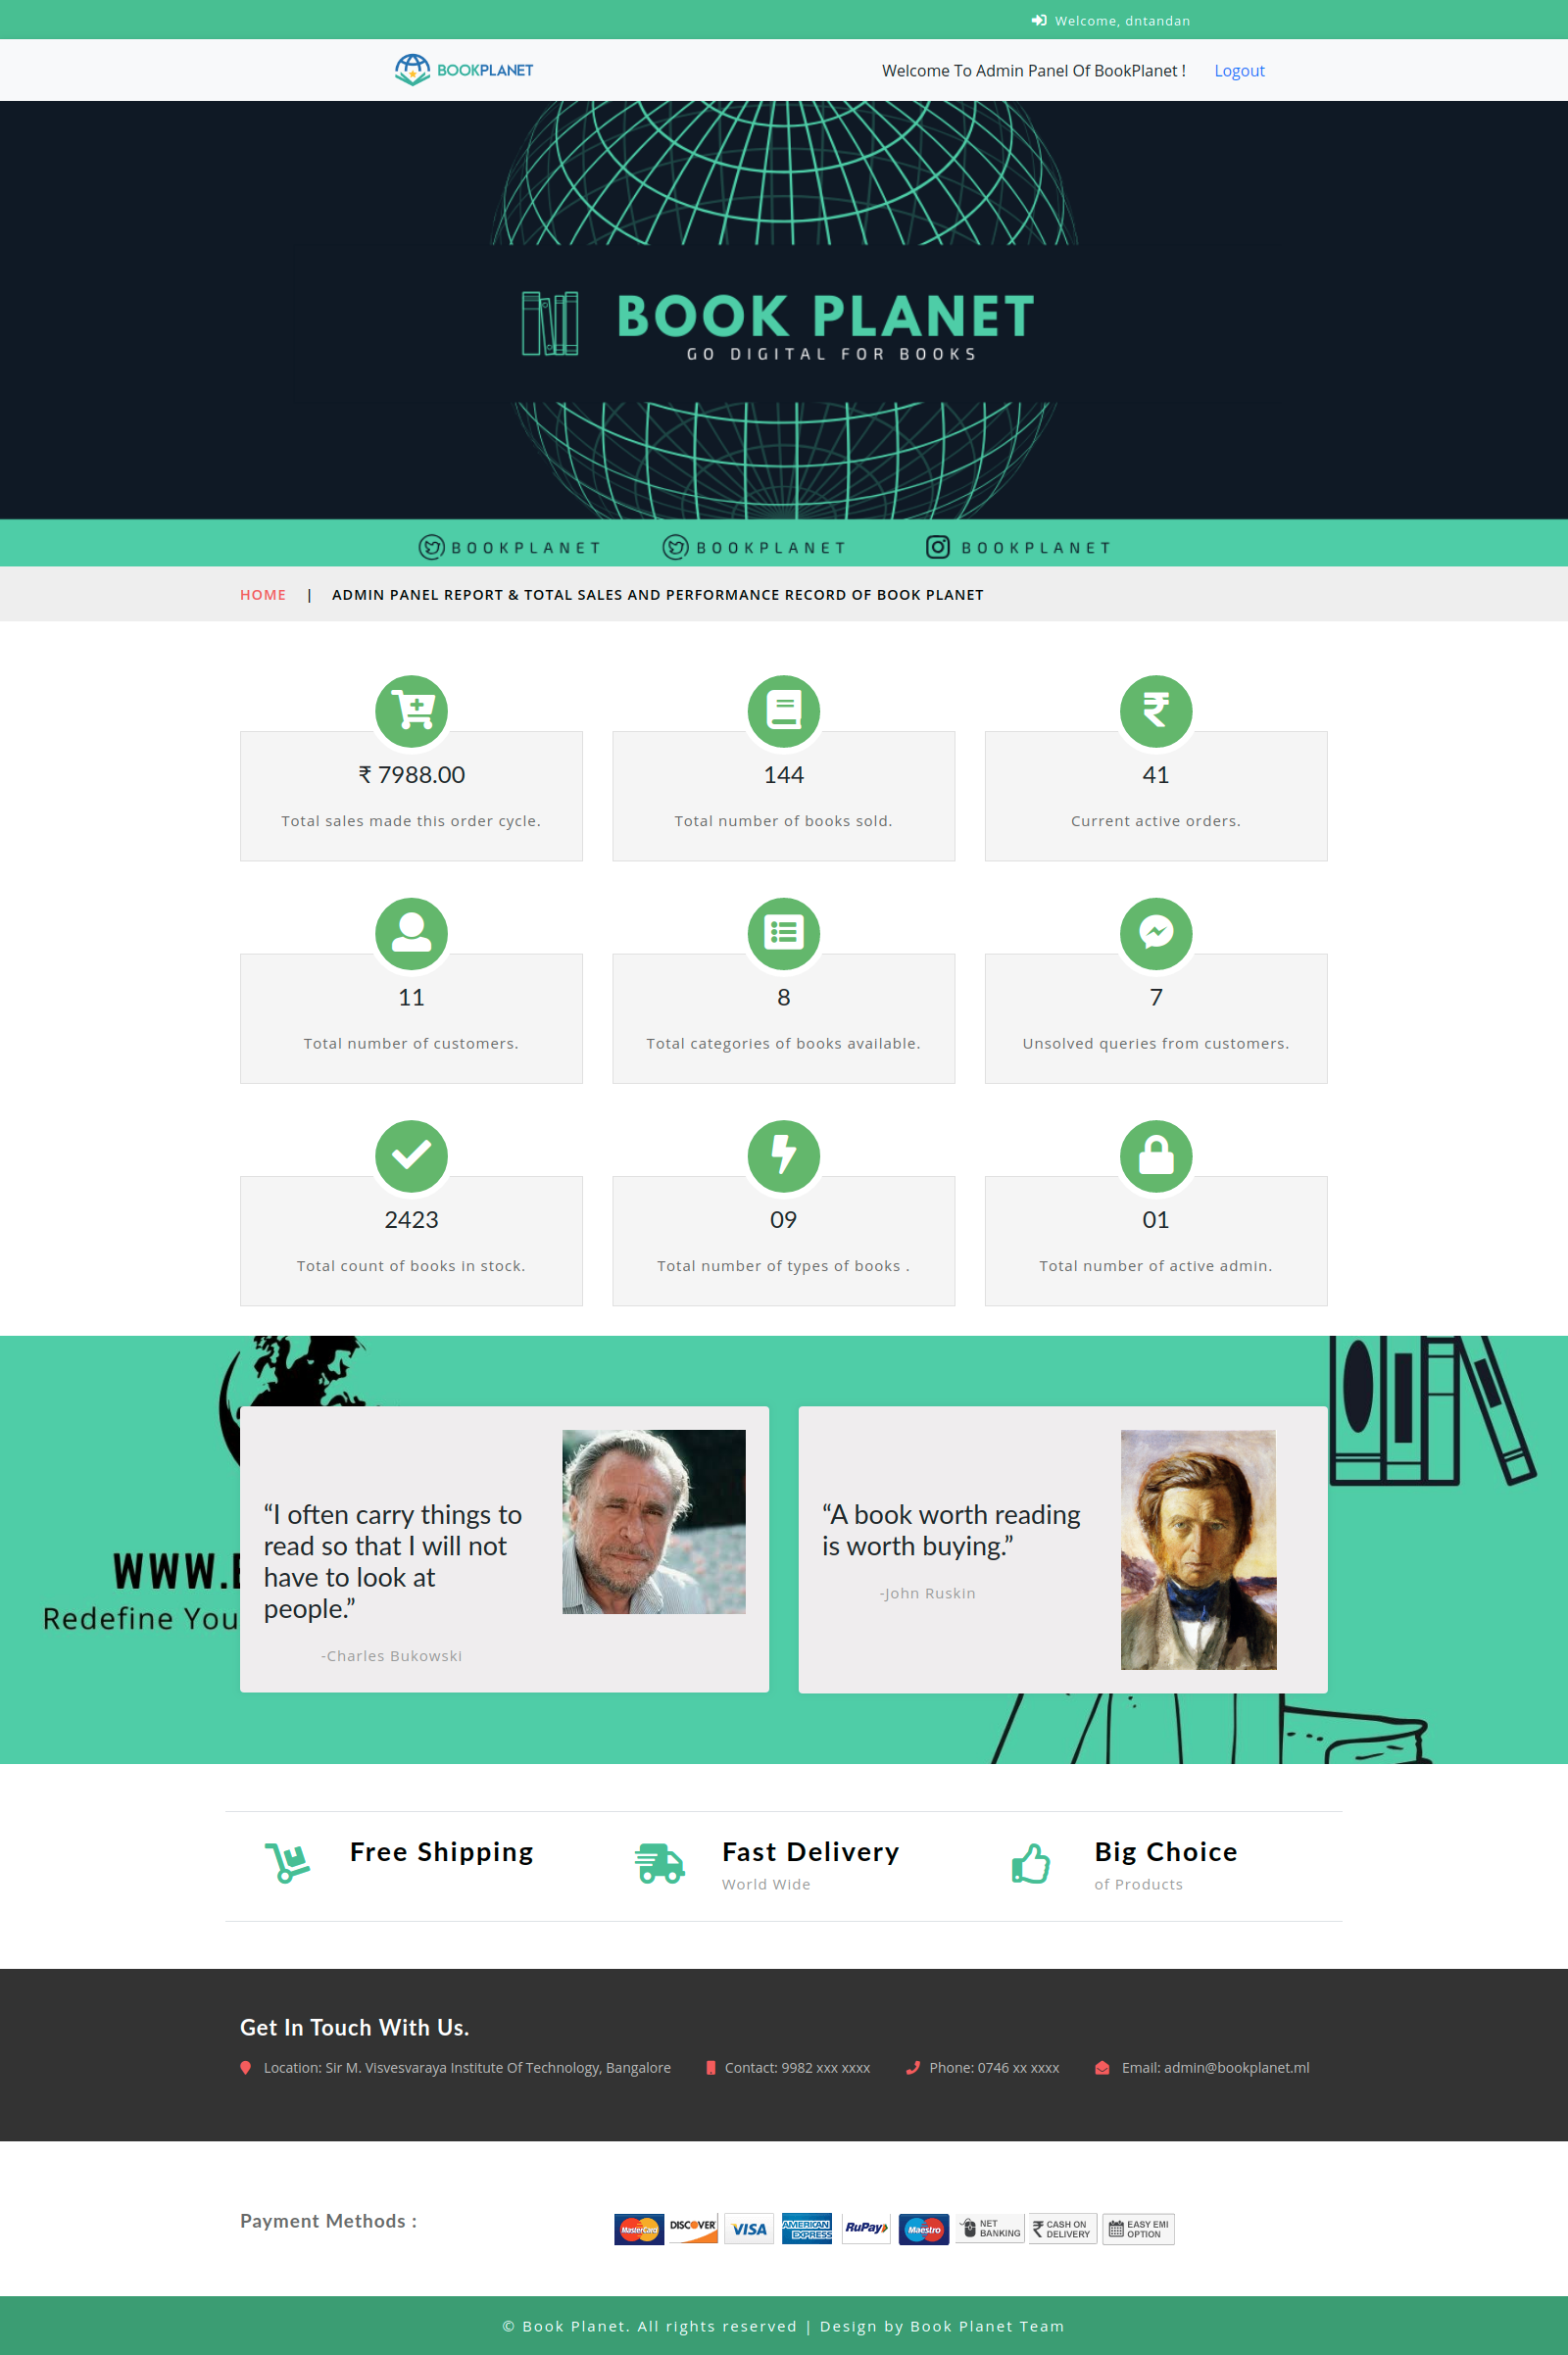 Welcome, dntandan
BOOKPLANET
Welcome To Admin Panel Of BookPlanet !
Logout
BOOK PLANET
GO DIGITAL FOR BOOKS
BOOKPLANET
BOOKPLANET
BOOKPLANET
HOME | ADMIN PANEL REPORT & TOTAL SALES AND PERFORMANCE RECORD OF BOOK PLANET
₹ 7988.00
Total sales made this order cycle.
144
Total number of books sold.
41
Current active orders.
11
Total number of customers.
8
Total categories of books available.
7
Unsolved queries from customers.
2423
Total count of books in stock.
09
Total number of types of books .
01
Total number of active admin.
“I often carry things to
read so that I will not
have to look at
people.”
-Charles Bukowski
“A book worth reading
is worth buying.”
-John Ruskin
WWW.
Redefine You
Free Shipping
Fast Delivery
World Wide
Big Choice
of Products
Get In Touch With Us.
Location: Sir M. Visvesvaraya Institute Of Technology, Bangalore
Contact: 9982 xxx xxxx
Phone: 0746 xx xxxx
Email: admin@bookplanet.ml
Payment Methods :
MasterCard
DISCOVER
VISA
AMERICAN
EXPRESS
RuPay
Maestro
NET
BANKING
CASH ON
DELIVERY
EASY EMI
OPTION
© Book Planet. All rights reserved | Design by Book Planet Team